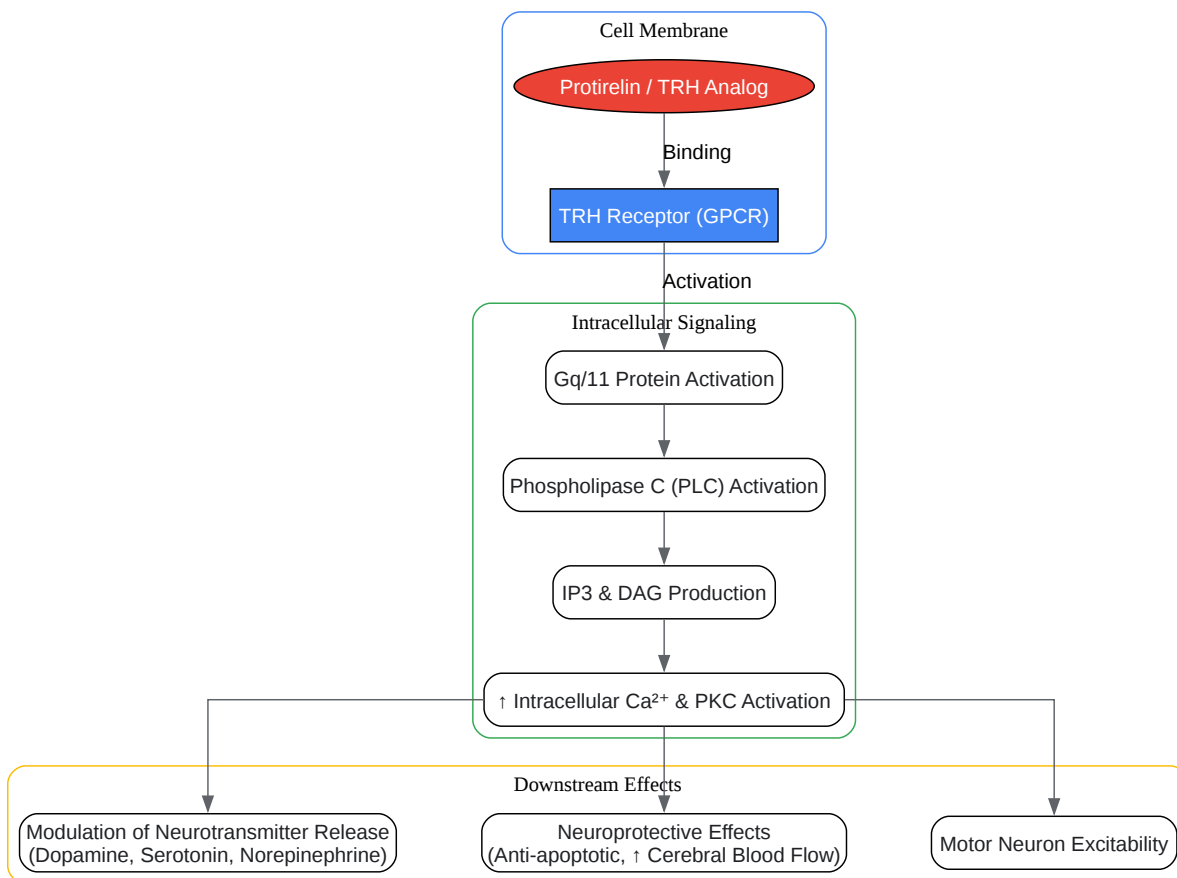 Cell Membrane
Protirelin / TRH Analog
Binding
TRH Receptor (GPCR)
Activation
Intracellular Signaling
Gq/11 Protein Activation
Phospholipase C (PLC) Activation
IP3 & DAG Production
↑ Intracellular Ca²⁺ & PKC Activation
Downstream Effects
Modulation of Neurotransmitter Release
(Dopamine, Serotonin, Norepinephrine)
Neuroprotective Effects
(Anti-apoptotic, ↑ Cerebral Blood Flow)
Motor Neuron Excitability